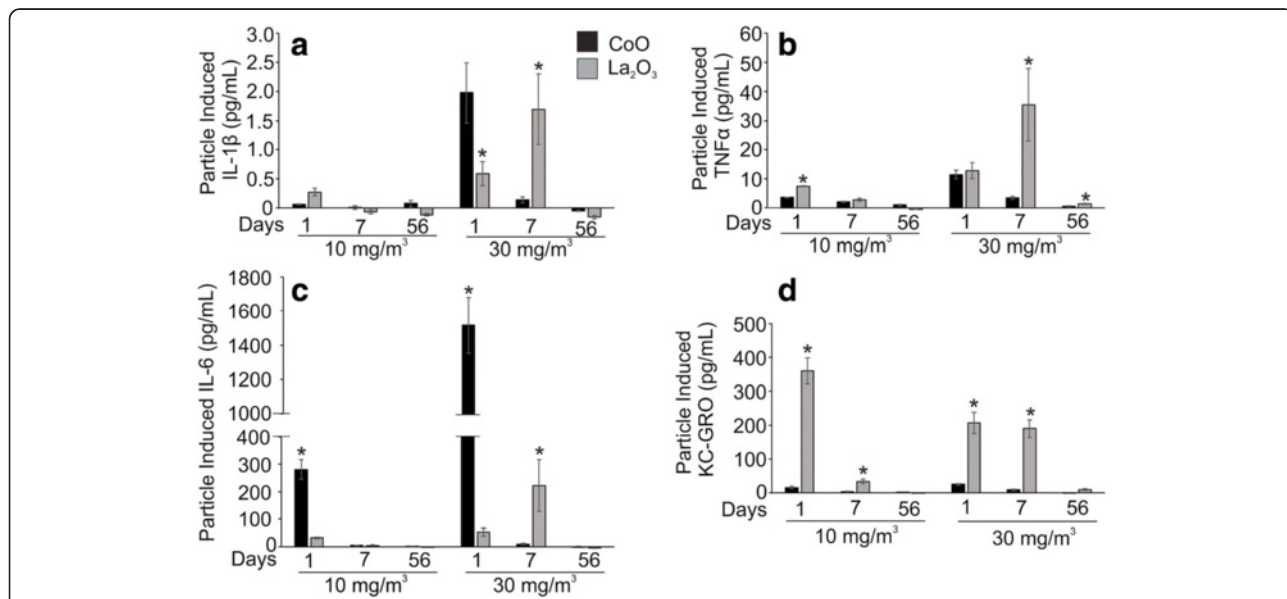 a
Particle Induced
IL-1β (pg/mL)
3.0
2.5
2.0
1.5
1.0
0.5
0
CoO
La₂O₃
*
*
Days 1 7 56 1 7 56
10 mg/m³ 30 mg/m³
b
Particle Induced
TNFα (pg/mL)
60
50
40
30
20
10
0
*
*
*
Days 1 7 56 1 7 56
10 mg/m³ 30 mg/m³
c
Particle Induced IL-6 (pg/mL)
1800
1600
1400
1200
1000
400
300
200
100
0
*
*
*
Days 1 7 56 1 7 56
10 mg/m³ 30 mg/m³
d
Particle Induced
KC-GRO (pg/mL)
500
400
300
200
100
0
*
*
*
*
Days 1 7 56 1 7 56
10 mg/m³ 30 mg/m³